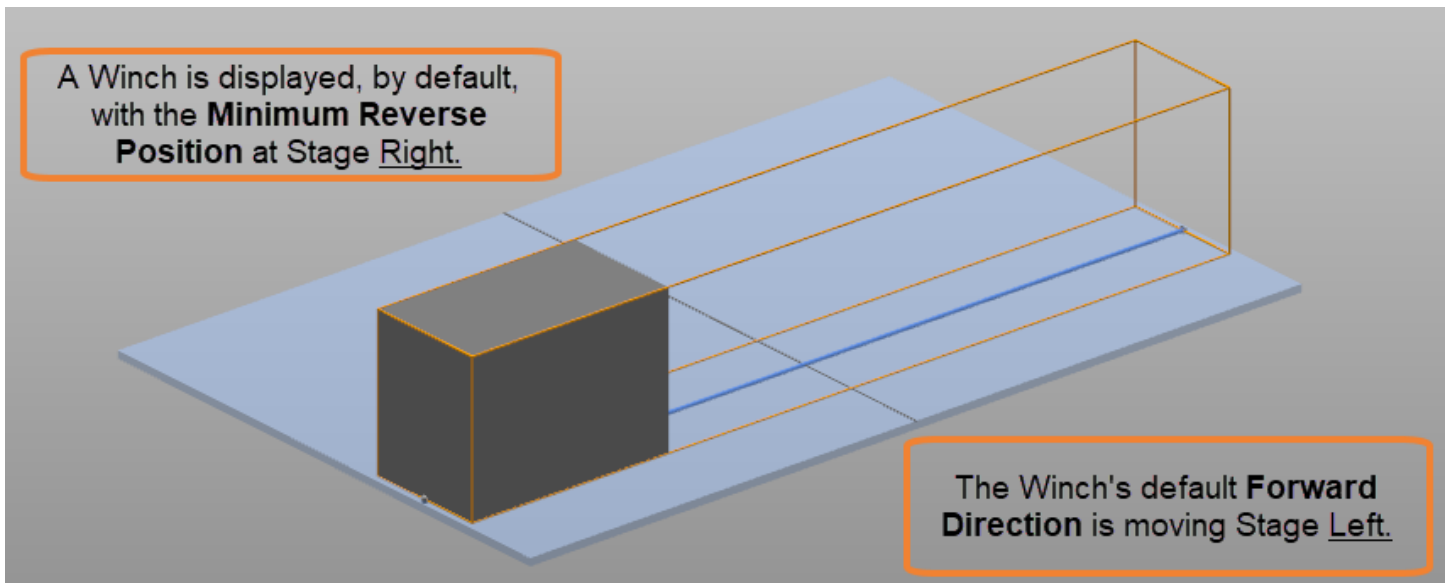 A Winch is displayed, by default,
with the Minimum Reverse
Position at Stage Right.
The Winch's default Forward
Direction is moving Stage Left.